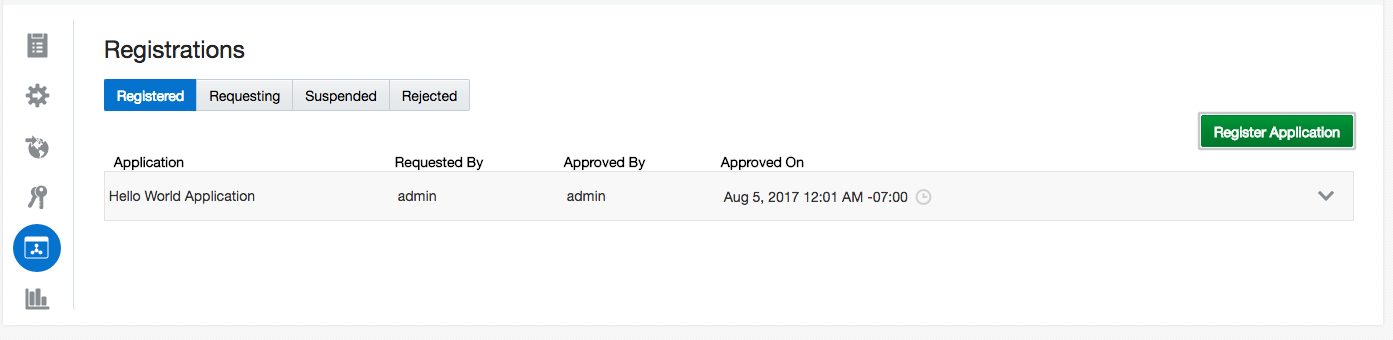 Registrations
Registered Requesting Suspended Rejected
Register Application
Application Requested By Approved By Approved On
Hello World Application admin admin Aug 5, 2017 12:01 AM -07:00